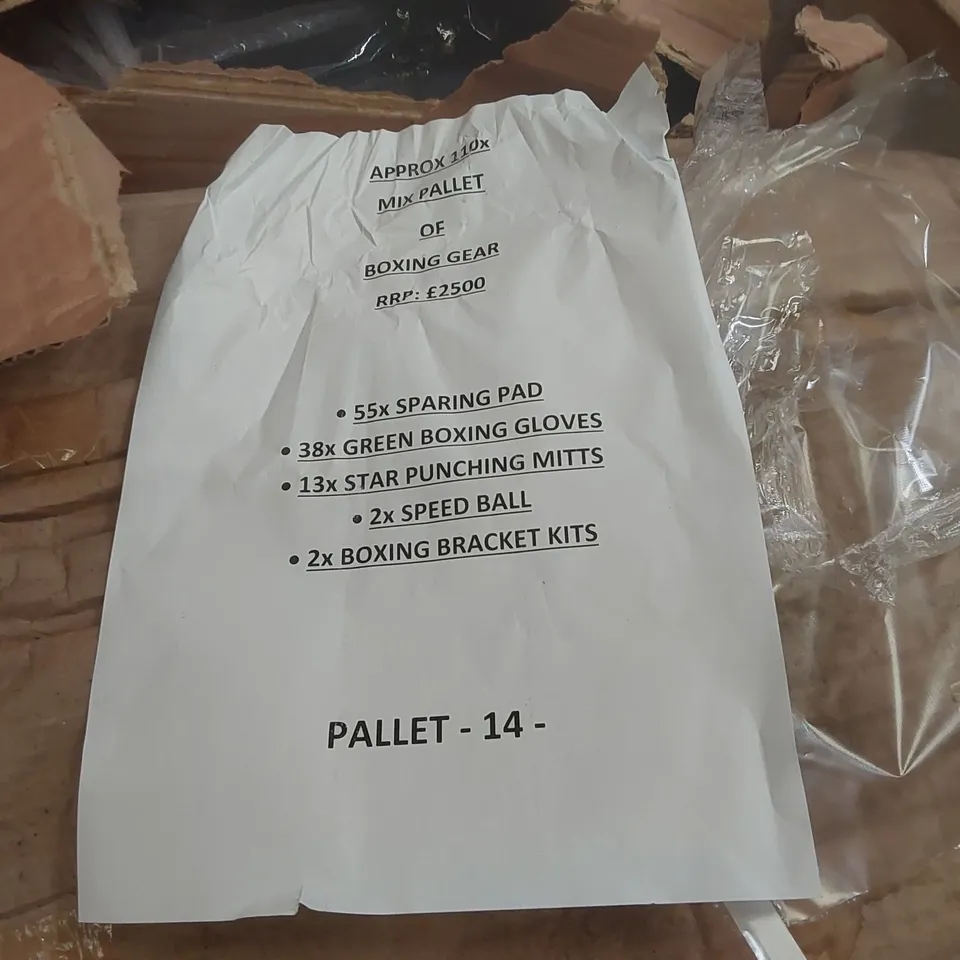 APPROX 110x
MIX PALLET
OF
BOXING GEAR
RRP: £2500
• 55x SPARING PAD
• 38x GREEN BOXING GLOVES
• 13x STAR PUNCHING MITTS
• 2x SPEED BALL
• 2x BOXING BRACKET KITS
PALLET - 14 -